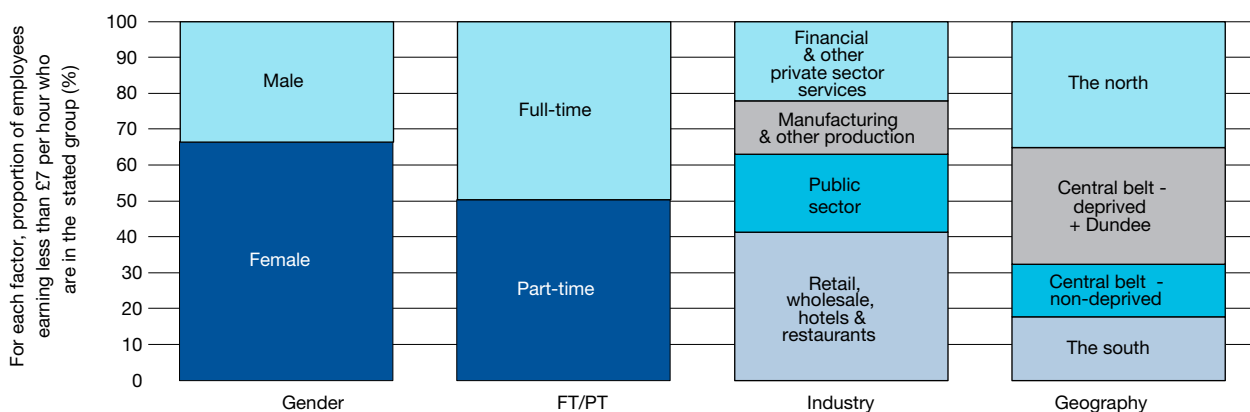 For each factor, proportion of employees
earning less than £7 per hour who
are in the stated group (%)
100
90
80
70
60
50
40
30
20
10
0
Male
Female
Full-time
Part-time
Financial
& other
private sector
services
Manufacturing
& other production
Public
sector
Retail,
wholesale,
hotels &
restaurants
The north
Central belt -
deprived
+ Dundee
Central belt -
non-deprived
The south
Gender
FT/PT
Industry
Geography